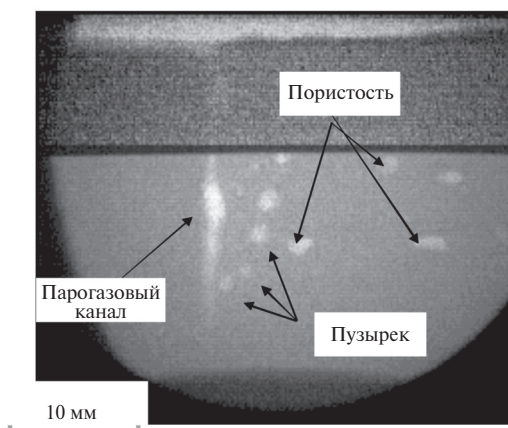 Пористость
Парогазовый
канал
Пузырек
10 мм